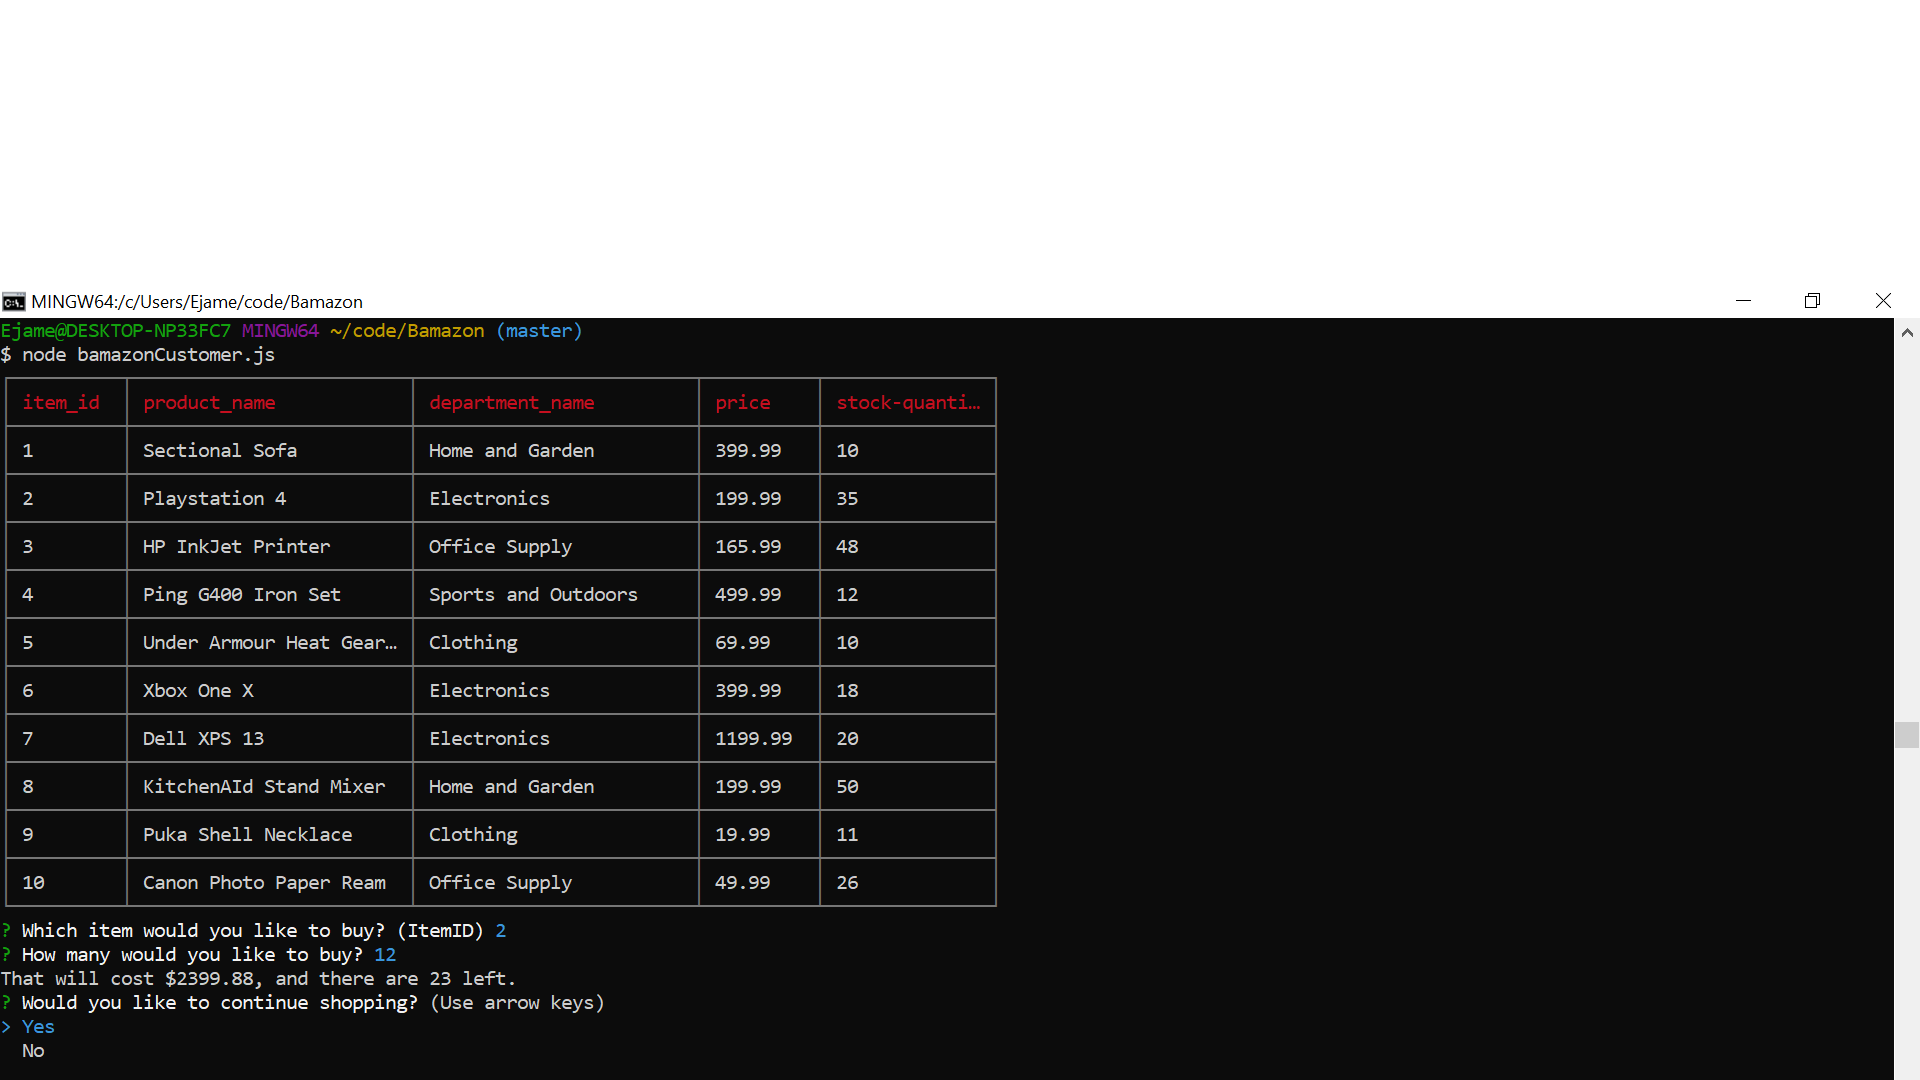 MINGW64:/c/Users/Ejame/code/Bamazon
Ejame@DESKTOP-NP33FC7 MINGW64 ~/code/Bamazon (master)
$ node bamazonCustomer.js
item_id product_name department_name price stock-quanti…
1 Sectional Sofa Home and Garden 399.99 10
2 Playstation 4 Electronics 199.99 35
3 HP InkJet Printer Office Supply 165.99 48
4 Ping G400 Iron Set Sports and Outdoors 499.99 12
5 Under Armour Heat Gear… Clothing 69.99 10
6 Xbox One X Electronics 399.99 18
7 Dell XPS 13 Electronics 1199.99 20
8 KitchenAId Stand Mixer Home and Garden 199.99 50
9 Puka Shell Necklace Clothing 19.99 11
10 Canon Photo Paper Ream Office Supply 49.99 26
? Which item would you like to buy? (ItemID) 2
? How many would you like to buy? 12
That will cost $2399.88, and there are 23 left.
? Would you like to continue shopping? (Use arrow keys)
> Yes
No